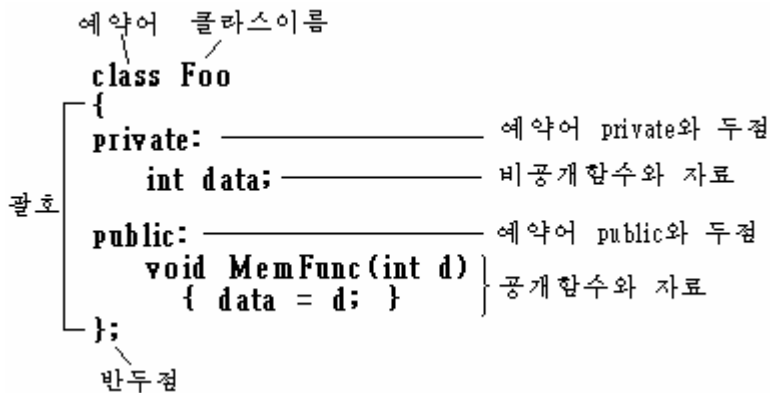 예약어 클라스이름
class Foo
{
private: 예약어 private와 두점
int data; 비공개함수와 자료
괄호
public: 예약어 public와 두점
void MemFunc(int d)
{ data = d; } 공개함수와 자료
};
반두점